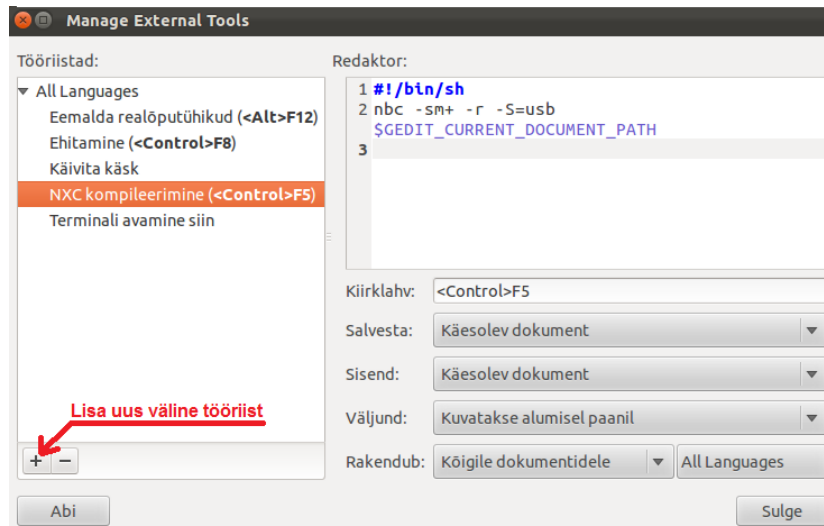 Manage External Tools
Tööriistad:
All Languages
Eemalda realõputühikud (<Alt>F12)
Ehitamine (<Control>F8)
Käivita käsk
NXC kompileerimine (<Control>F5)
Terminali avamine siin
Lisa uus väline tööriist
+ −
Abi
Redaktor:
1 #!/bin/sh
2 nbc -sm+ -r -S=usb
$GEDIT_CURRENT_DOCUMENT_PATH
3
Kiirklahv: <Control>F5
Salvesta: Käesolev dokument
Sisend: Käesolev dokument
Väljund: Kuvatakse alumisel paanil
Rakendub: Kõigile dokumentidele All Languages
Sulge